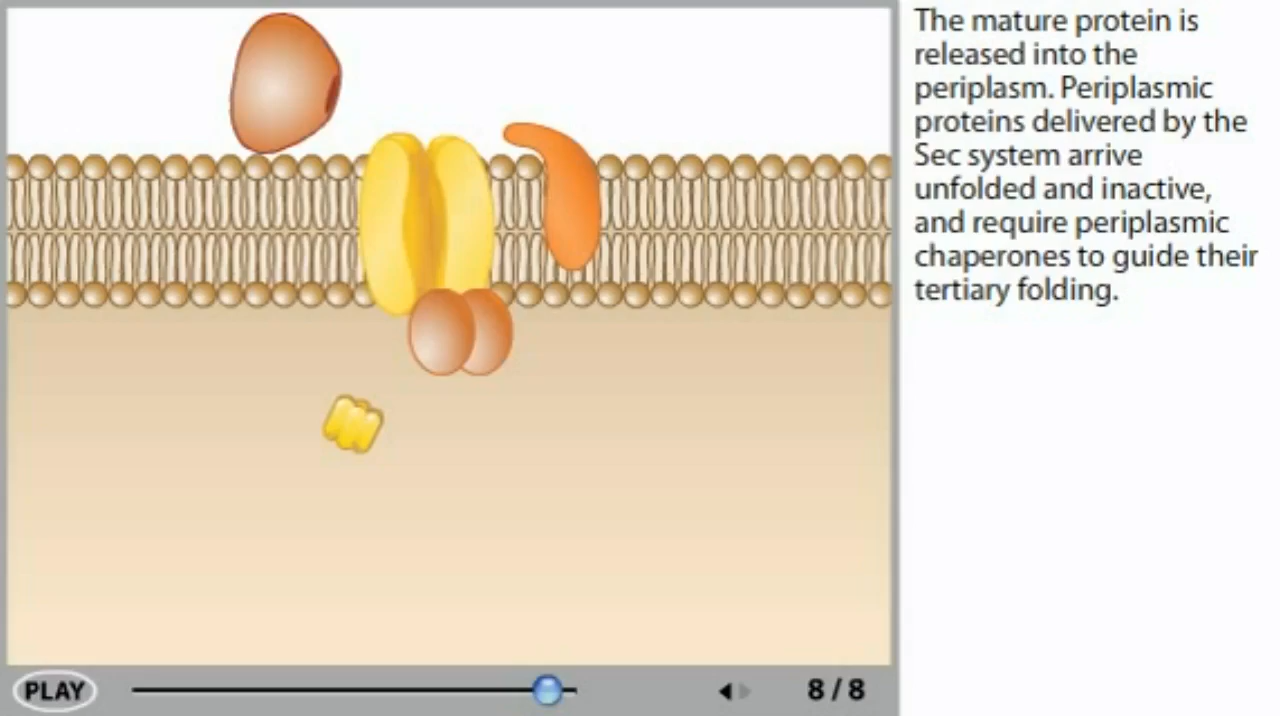 The mature protein is
released into the
periplasm. Periplasmic
proteins delivered by the
Sec system arrive
unfolded and inactive,
and require periplasmic
chaperones to guide their
tertiary folding.
PLAY
8 / 8